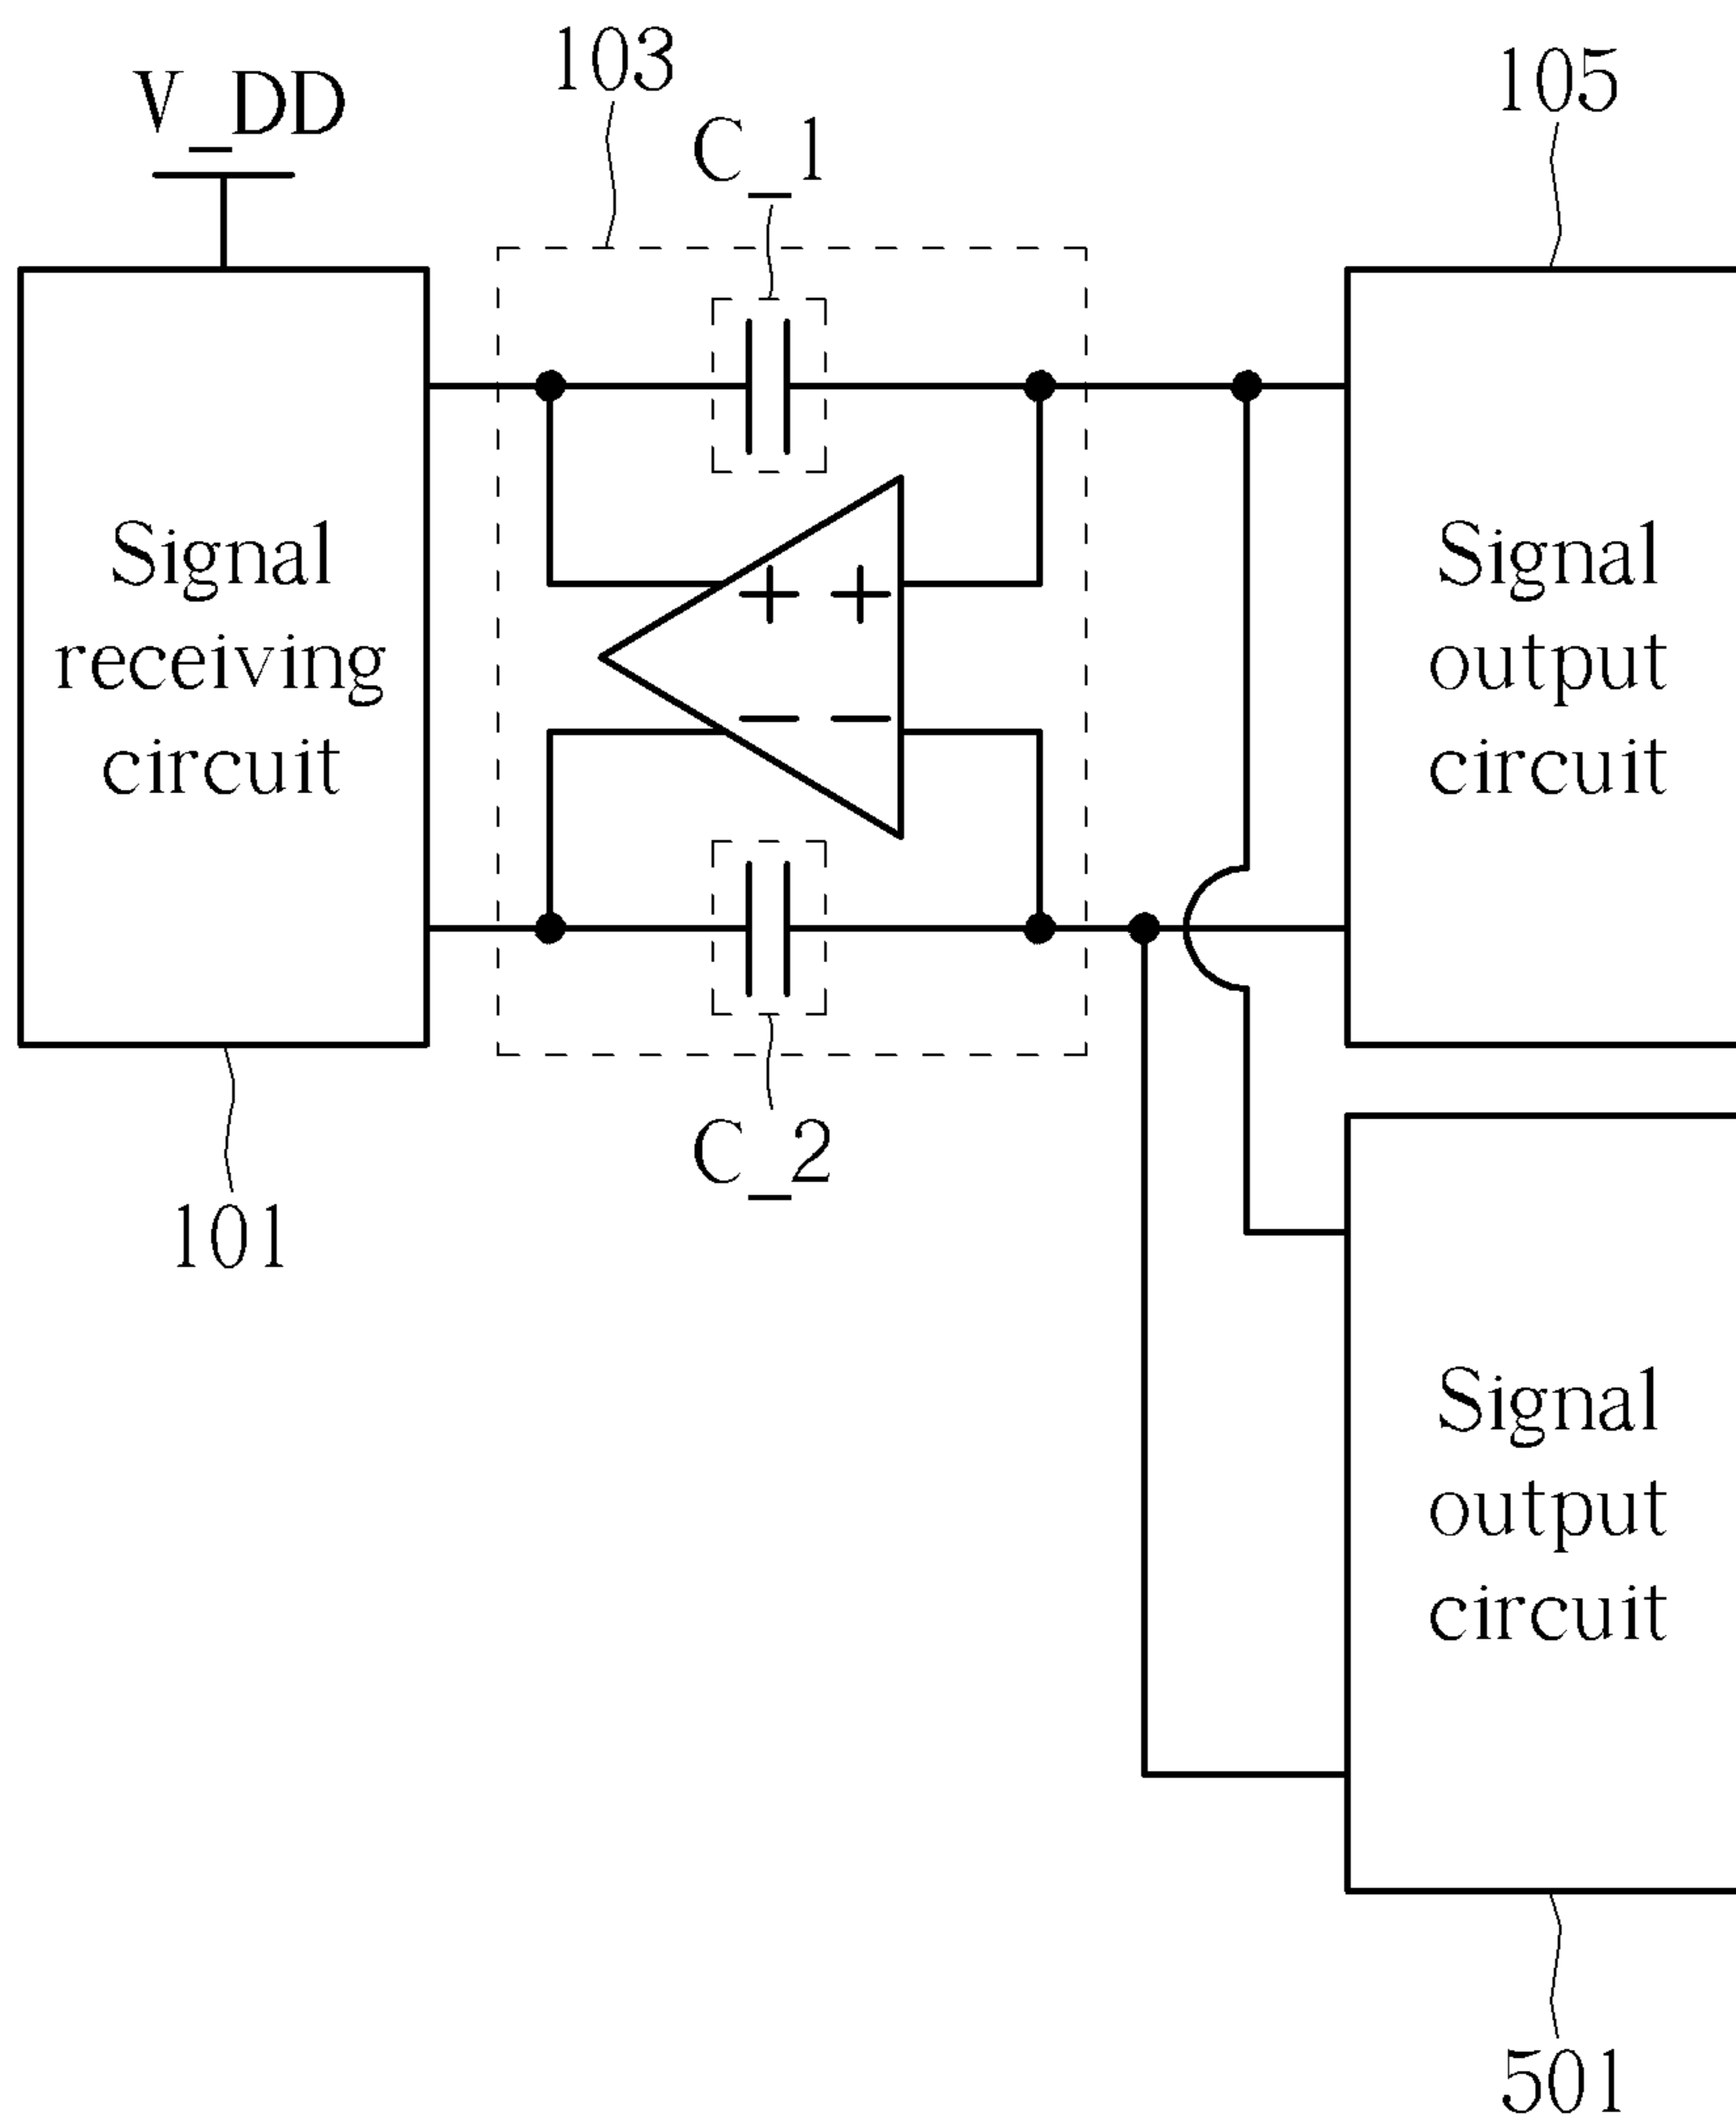 103
105
V_DD
C_1
Signal
receiving
circuit
+ +
− −
Signal
output
circuit
C_2
101
Signal
output
circuit
501